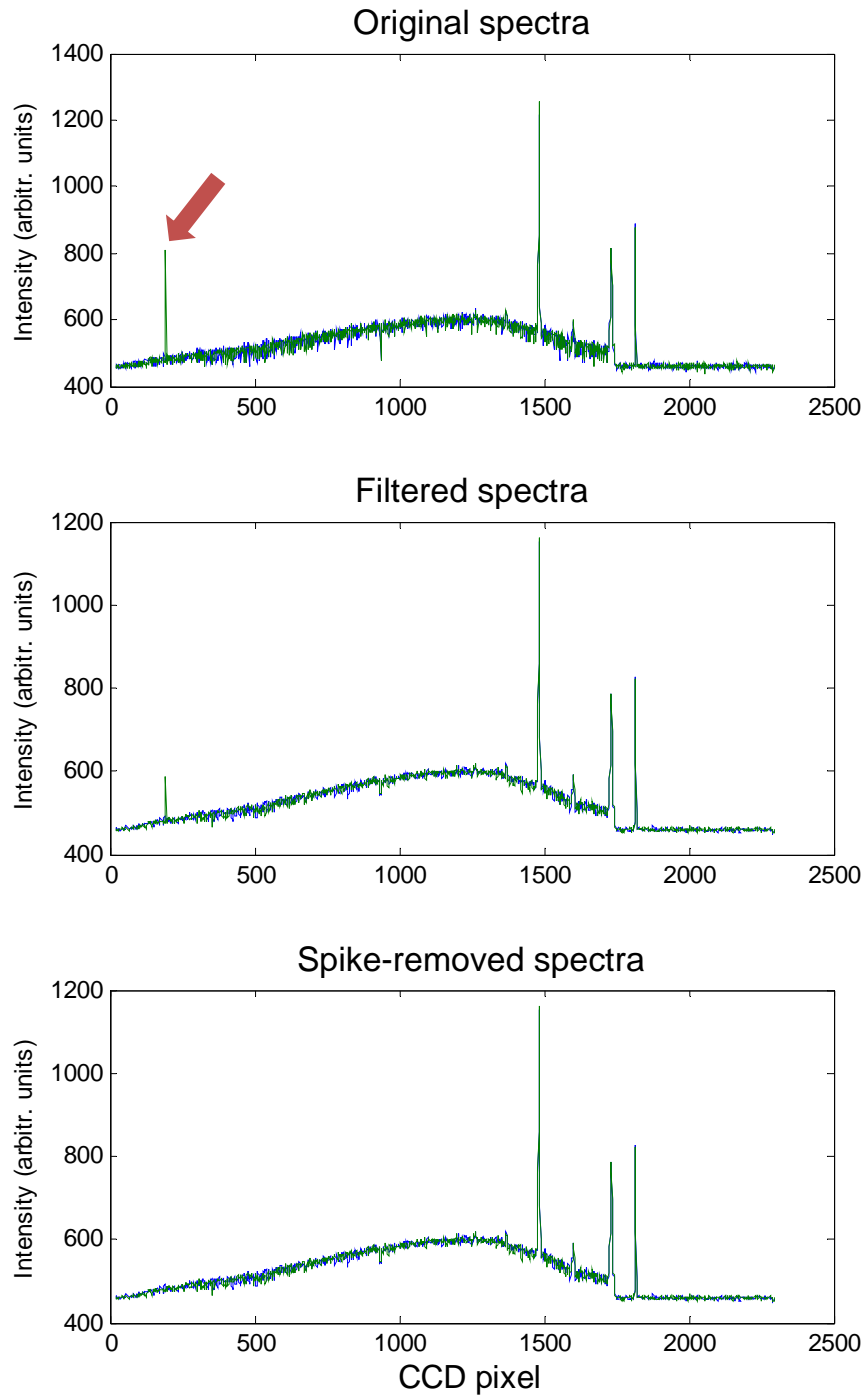 Original spectra
1400
1200
1000
800
600
400
Intensity (arbitr. units)
0 500 1000 1500 2000 2500
Filtered spectra
1200
1000
800
600
400
Intensity (arbitr. units)
0 500 1000 1500 2000 2500
Spike-removed spectra
1200
1000
800
600
400
Intensity (arbitr. units)
0 500 1000 1500 2000 2500
CCD pixel